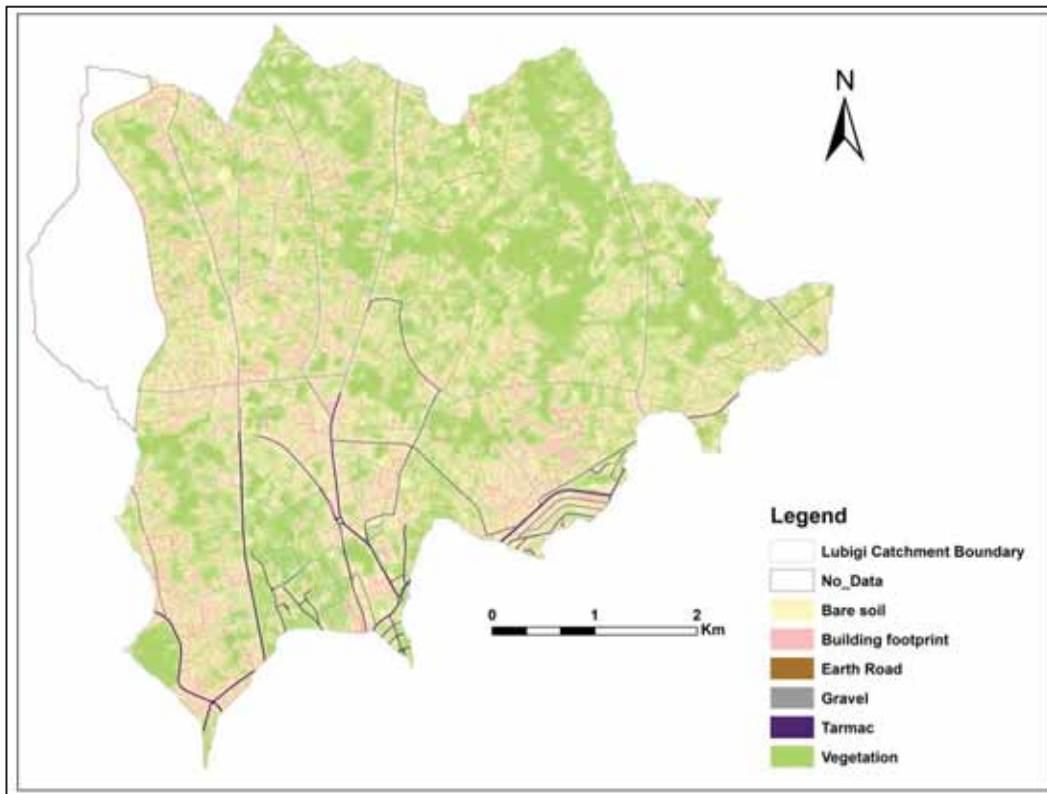 N
Legend
Lubigi Catchment Boundary
No_Data
Bare soil
Building footprint
Earth Road
Gravel
Tarmac
Vegetation
0 1 2
Km